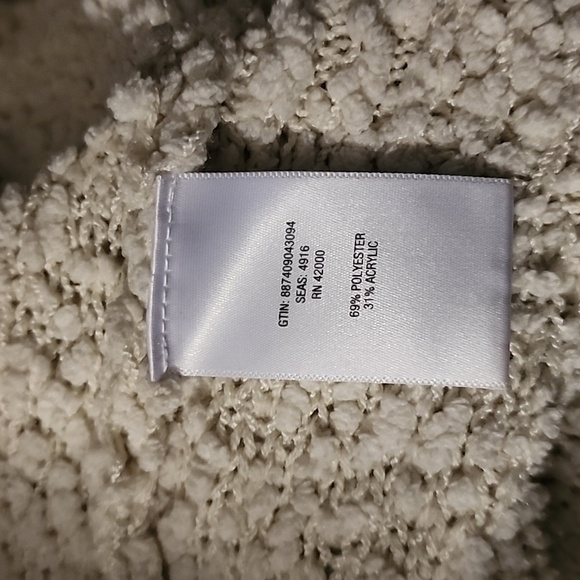 GTIN: 887409043094
SEAS: 4916
RN 42000
69% POLYESTER
31% ACRYLIC